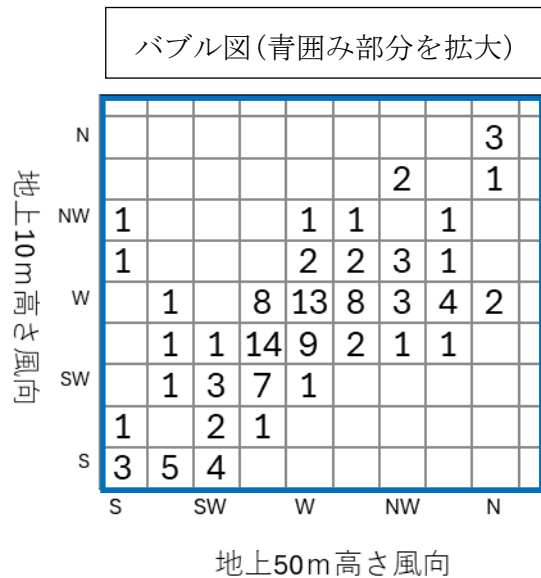 バブル図(青囲み部分を拡大)
地上10m高さ風向
N 3
2 1
NW 1 1 1 1
1 2 2 3 1
W 1 8 13 8 3 4 2
1 1 14 9 2 1 1
SW 1 3 7 1
1 2 1
S 3 5 4
S SW W NW N
地上50m高さ風向